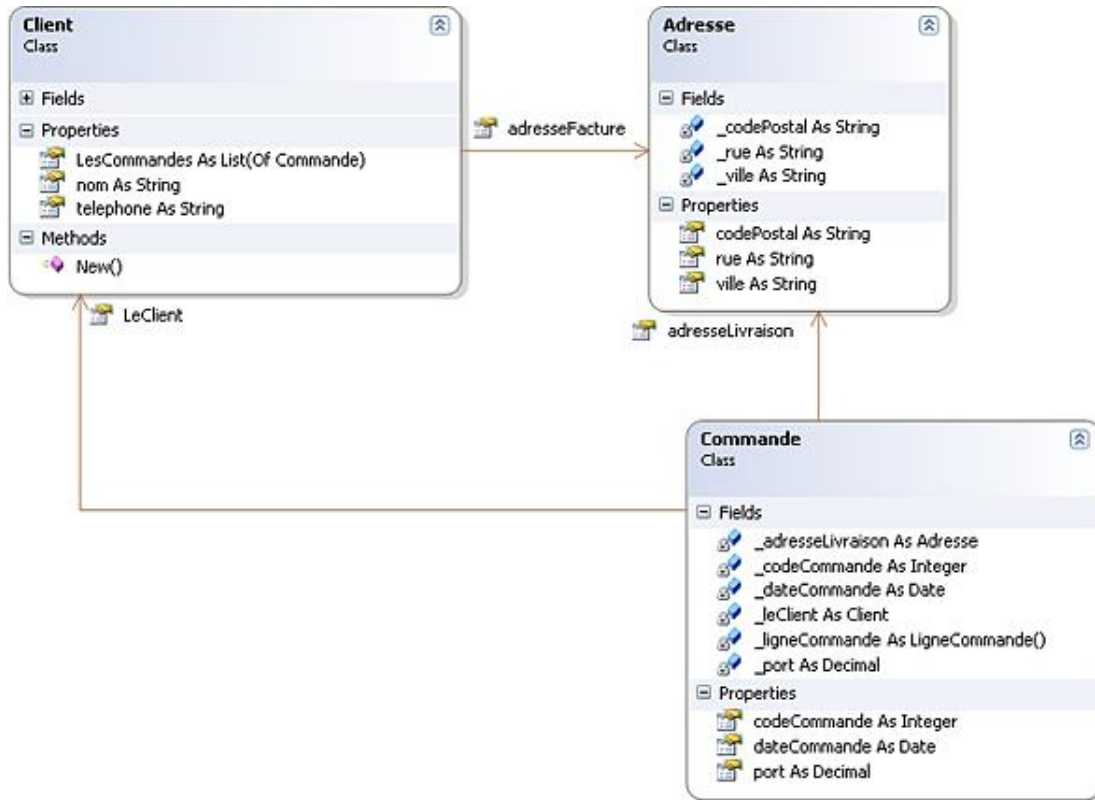 Client
Class
Fields
Properties
LesCommandes As List(Of Commande)
nom As String
telephone As String
Methods
New()
adresseFacture
Adresse
Class
Fields
_codePostal As String
_rue As String
_ville As String
Properties
codePostal As String
rue As String
ville As String
LeClient
adresseLivraison
Commande
Class
Fields
_adresseLivraison As Adresse
_codeCommande As Integer
_dateCommande As Date
_leClient As Client
_ligneCommande As LigneCommande()
_port As Decimal
Properties
codeCommande As Integer
dateCommande As Date
port As Decimal